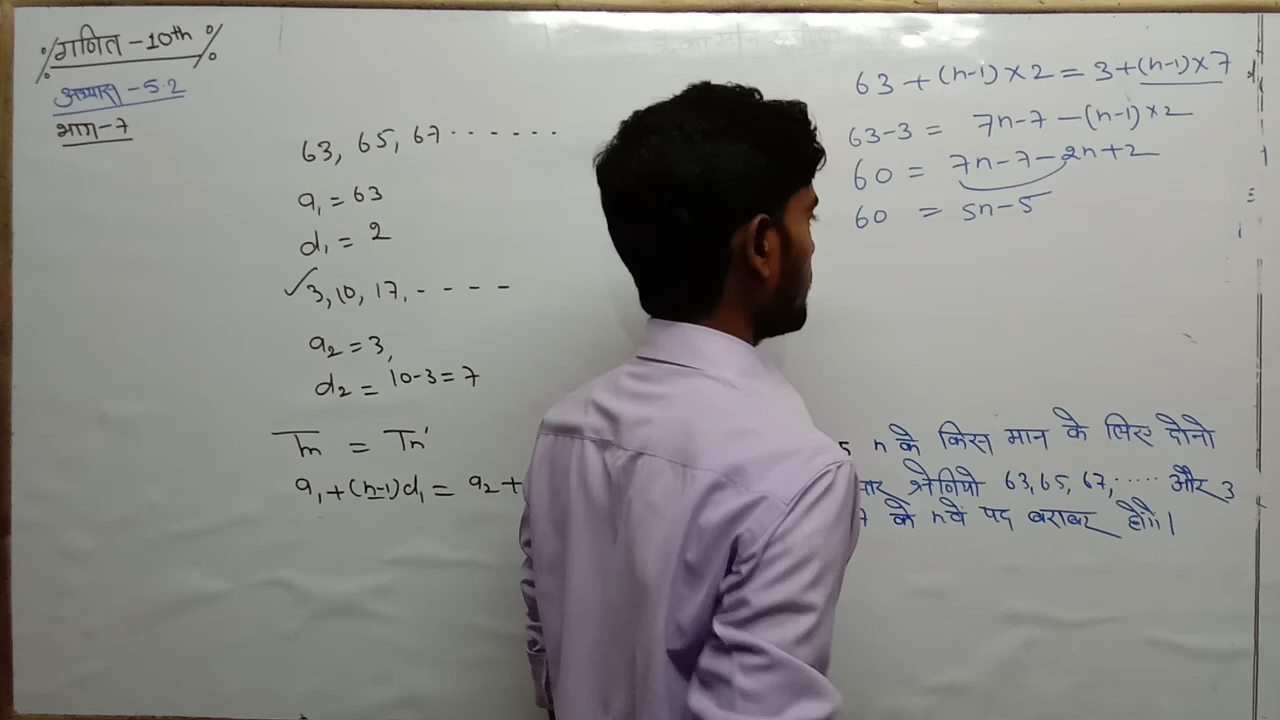 गणित - 10th
अभ्यास - 5.2
भाग - 7
63, 65, 67 ......
a₁ = 63
d₁ = 2
✓3, 10, 17, - - - -
a₂ = 3,
d₂ = 10-3 = 7
Tn = Tn'
a₁ + (n-1)d₁ = a₂ +
63 + (n-1) × 2 = 3 + (n-1) × 7
63-3 = 7n-7 - (n-1) × 2
60 = 7n-7-2n+2
60 = 5n-5
n के किस मान के लिए दोनो
श्रेणियो 63, 65, 67, ..... और 3
7 के nवे पद बराबर होंगे।